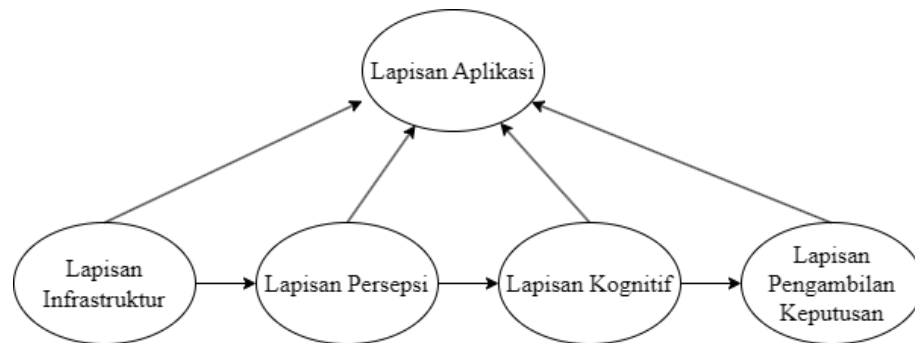 Lapisan Aplikasi
Lapisan
Infrastruktur
Lapisan Persepsi
Lapisan Kognitif
Lapisan
Pengambilan
Keputusan